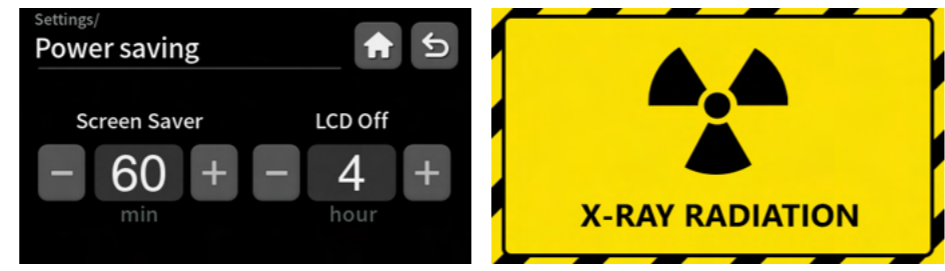 Settings/
Power saving
Screen Saver
LCD Off
− 60 +
− 4 +
min
hour
X-RAY RADIATION